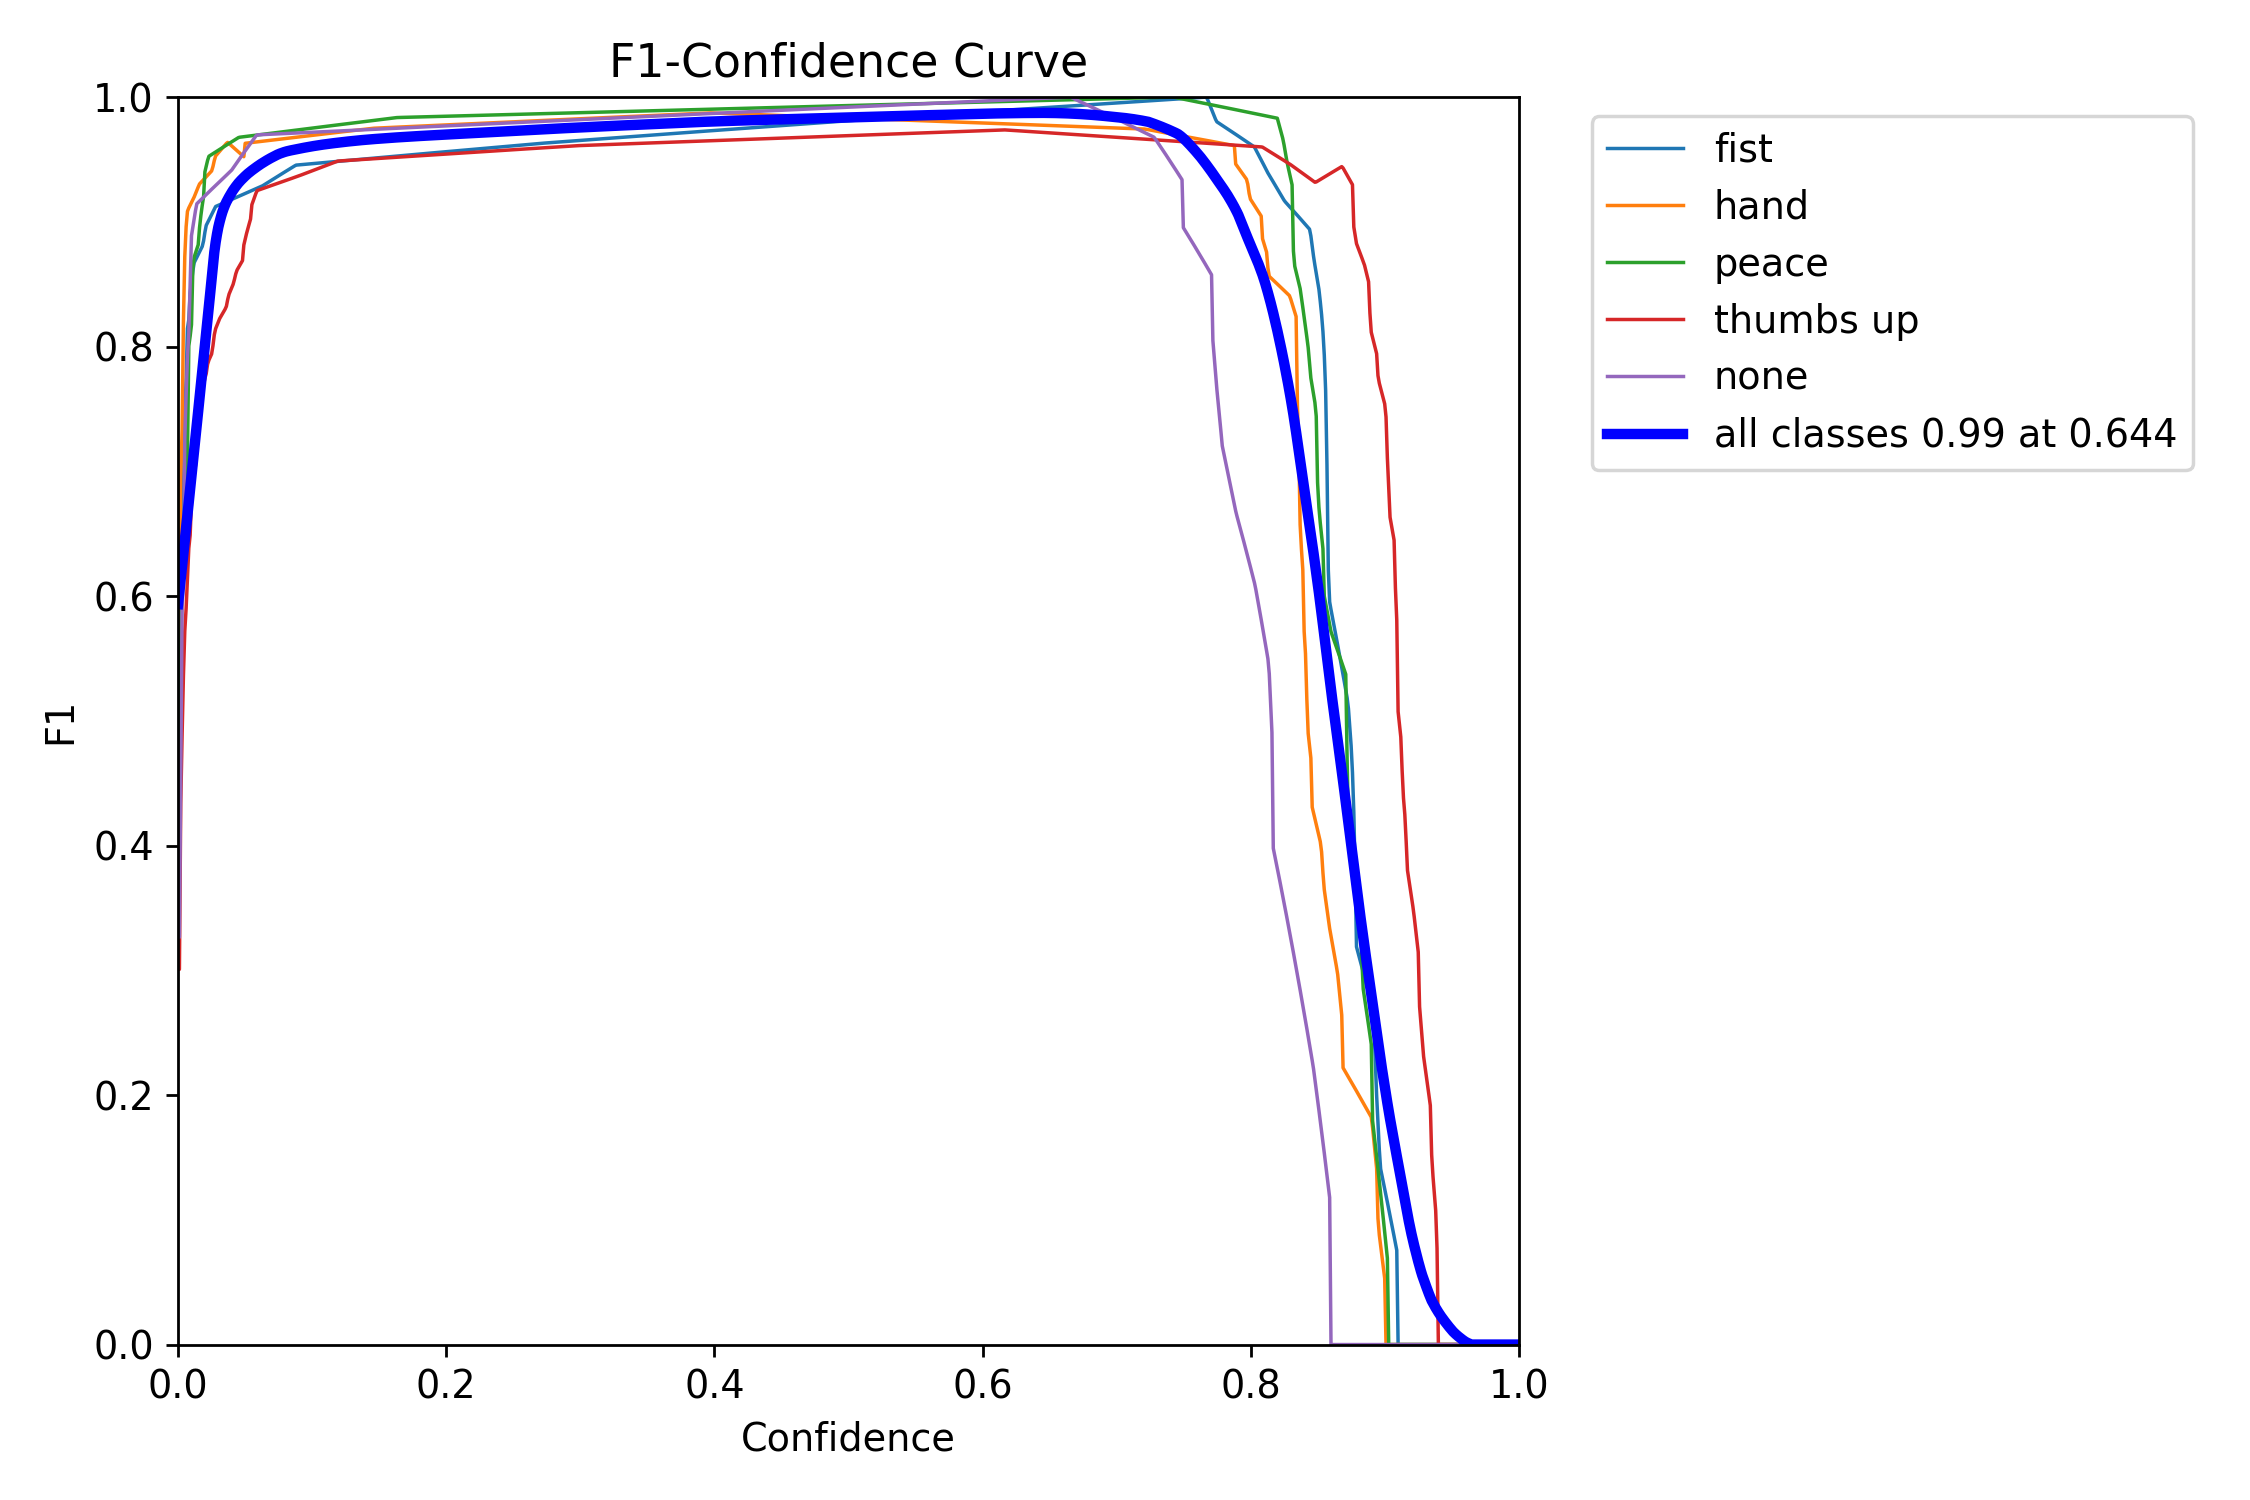 F1-Confidence Curve
1.0
0.8
0.6
0.4
0.2
0.0
F1
0.0 0.2 0.4 0.6 0.8 1.0
Confidence
fist
hand
peace
thumbs up
none
all classes 0.99 at 0.644